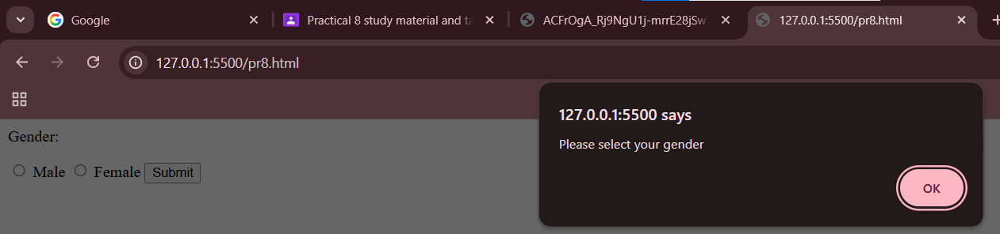 Google
Practical 8 study material and ta
ACFrOgA_Rj9NgU1j-mrrE28jSw
127.0.0.1:5500/pr8.html
127.0.0.1:5500/pr8.html
127.0.0.1:5500 says
Please select your gender
OK
Gender:
Male Female Submit